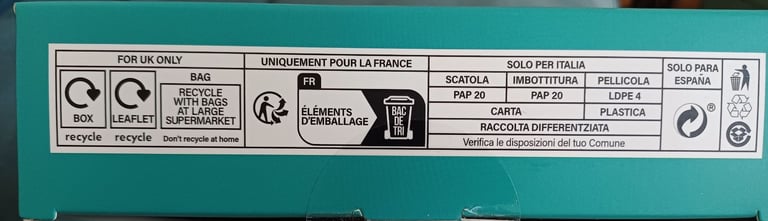 FOR UK ONLY
BOX
recycle
LEAFLET
recycle
BAG
RECYCLE
WITH BAGS
AT LARGE
SUPERMARKET
Don't recycle at home
UNIQUEMENT POUR LA FRANCE
FR
ÉLÉMENTS
D'EMBALLAGE
BAC
DE
TRI
SOLO PER ITALIA
SCATOLA IMBOTTITURA PELLICOLA
PAP 20 PAP 20 LDPE 4
CARTA PLASTICA
RACCOLTA DIFFERENZIATA
Verifica le disposizioni del tuo Comune
SOLO PARA
ESPAÑA
®